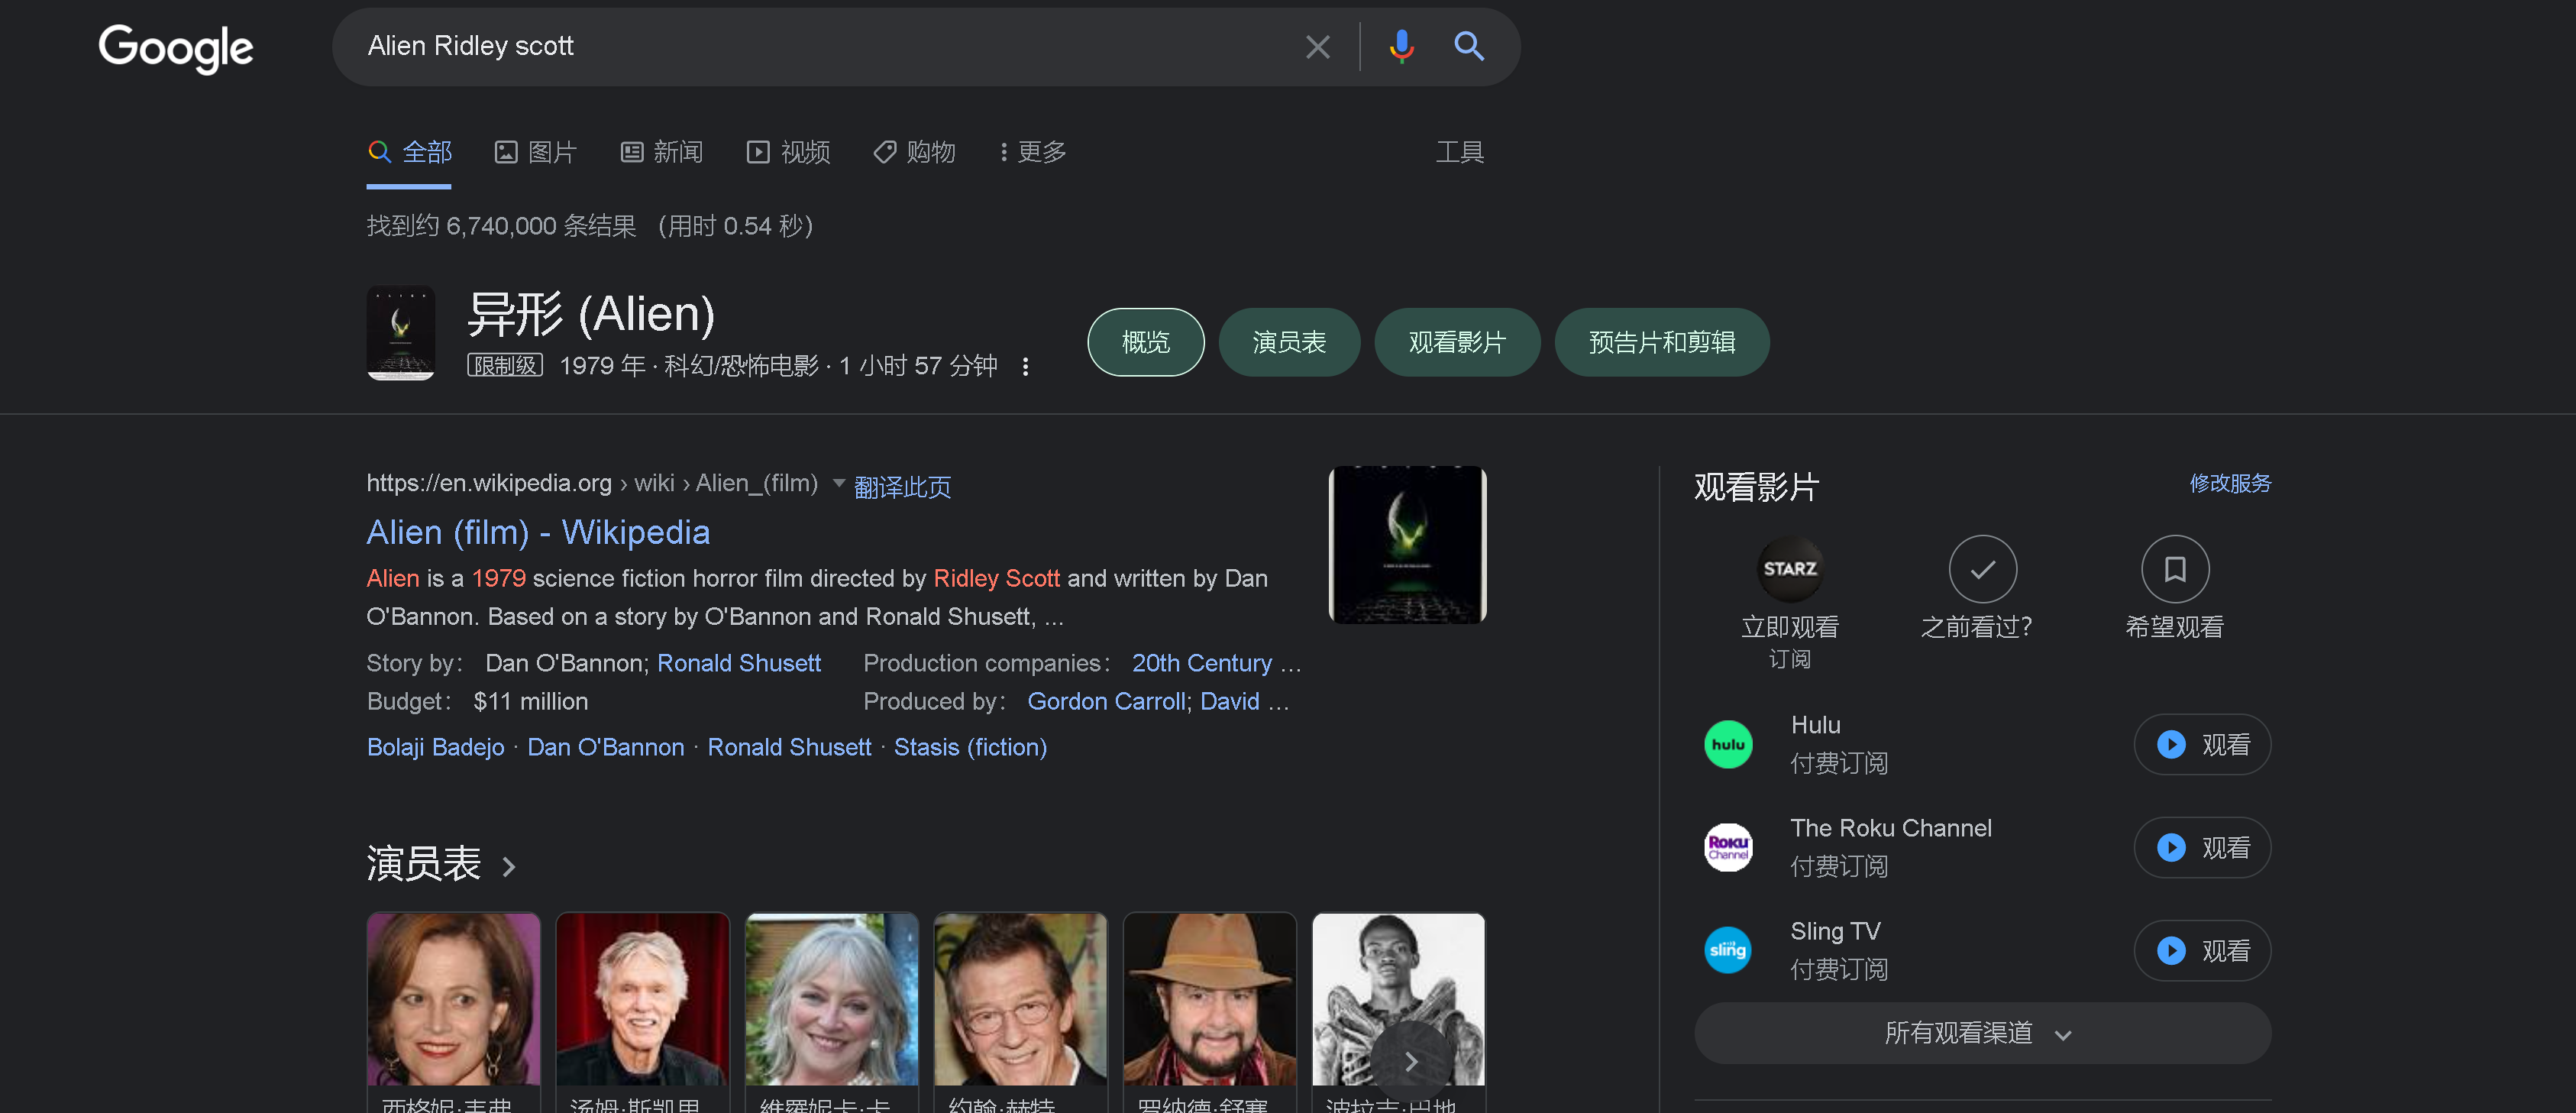 Google
Alien Ridley scott
全部
图片
新闻
视频
购物
更多
工具
找到约 6,740,000 条结果 （用时 0.54 秒）
异形 (Alien)
限制级 1979 年 · 科幻/恐怖电影 · 1 小时 57 分钟
概览
演员表
观看影片
预告片和剪辑
https://en.wikipedia.org › wiki › Alien_(film) 翻译此页
Alien (film) - Wikipedia
Alien is a 1979 science fiction horror film directed by Ridley Scott and written by Dan
O'Bannon. Based on a story by O'Bannon and Ronald Shusett, ...
Story by： Dan O'Bannon; Ronald Shusett
Production companies： 20th Century ...
Budget： $11 million
Produced by： Gordon Carroll; David ...
Bolaji Badejo · Dan O'Bannon · Ronald Shusett · Stasis (fiction)
演员表
西格妮·韦弗
汤姆·斯凯里
维罗妮卡·卡
约翰·赫特
罗纳德·舒塞
波拉吉·巴地
观看影片
修改服务
STARZ
立即观看
订阅
之前看过？
希望观看
hulu
Hulu
付费订阅
观看
ROKU
Channel
The Roku Channel
付费订阅
观看
sling
Sling TV
付费订阅
观看
所有观看渠道